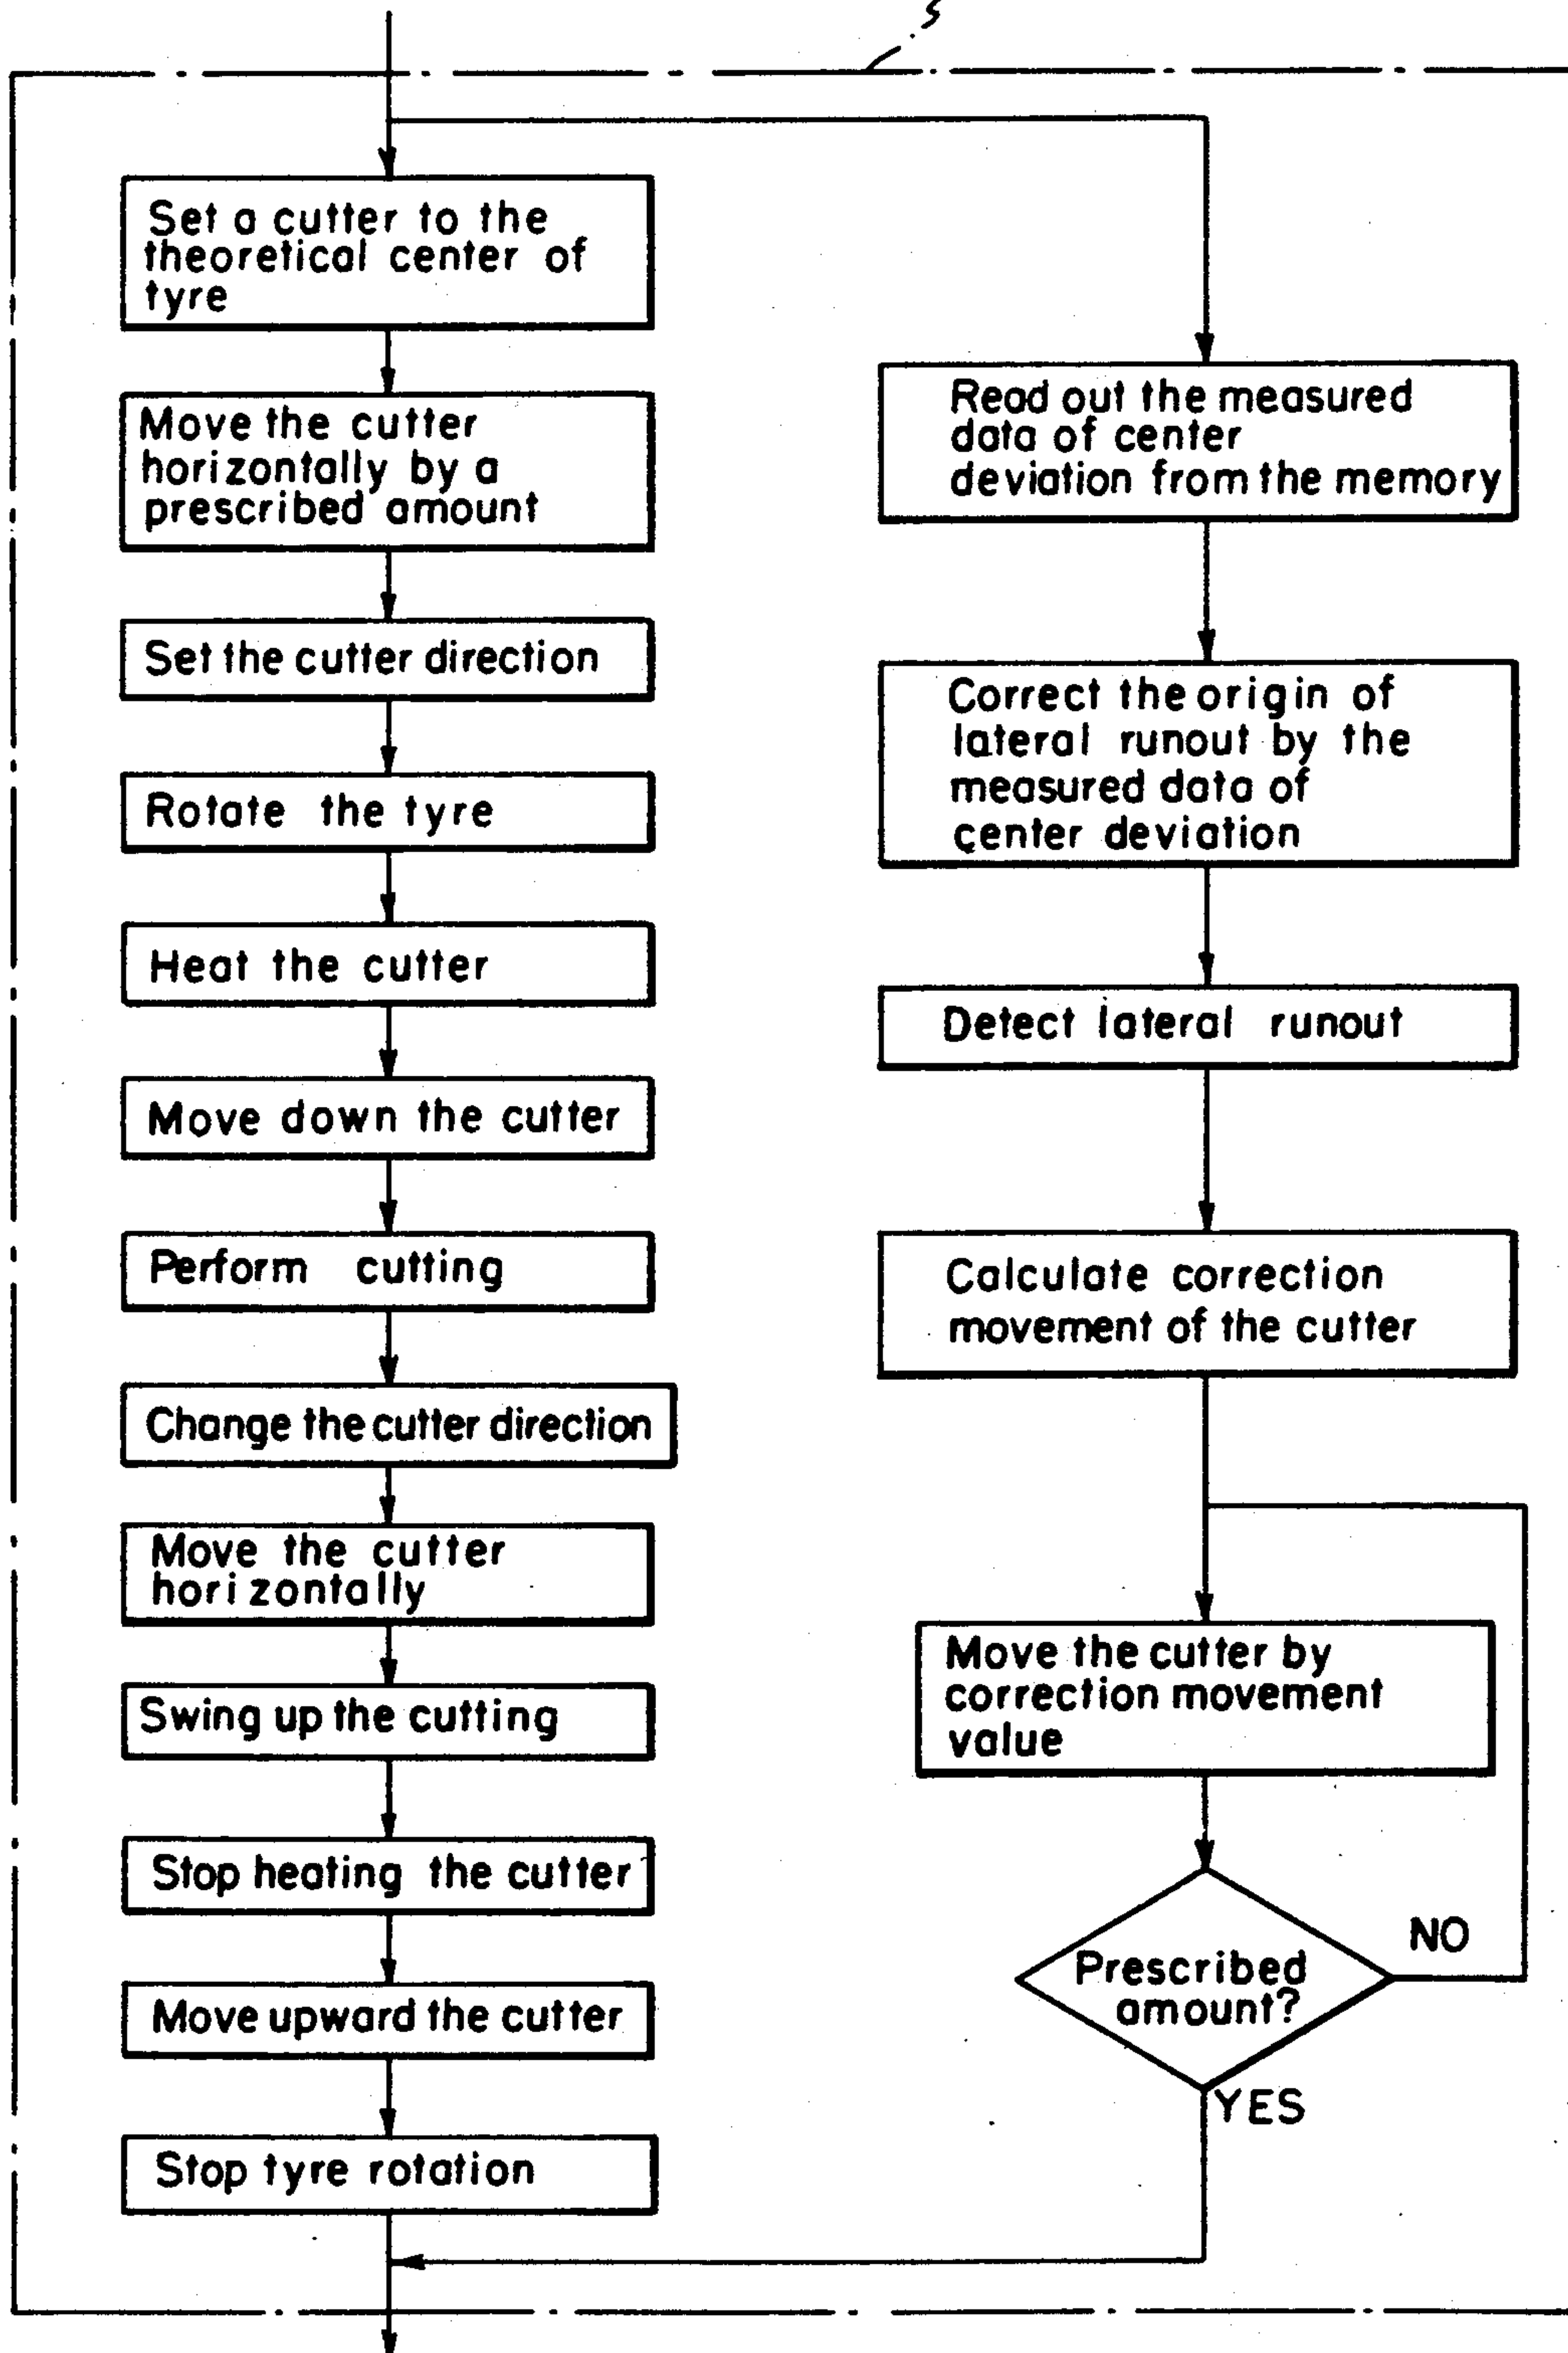 Set a cutter to the
theoretical center of
tyre
Move the cutter
horizontally by a
prescribed amount
Set the cutter direction
Rotate the tyre
Heat the cutter
Move down the cutter
Perform cutting
Change the cutter direction
Move the cutter
horizontally
Swing up the cutting
Stop heating the cutter
Move upward the cutter
Stop tyre rotation
Read out the measured
data of center
deviation from the memory
Correct the origin of
lateral runout by the
measured data of
center deviation
Detect lateral runout
Calculate correction
movement of the cutter
Move the cutter by
correction movement
value
Prescribed
amount?
NO
YES